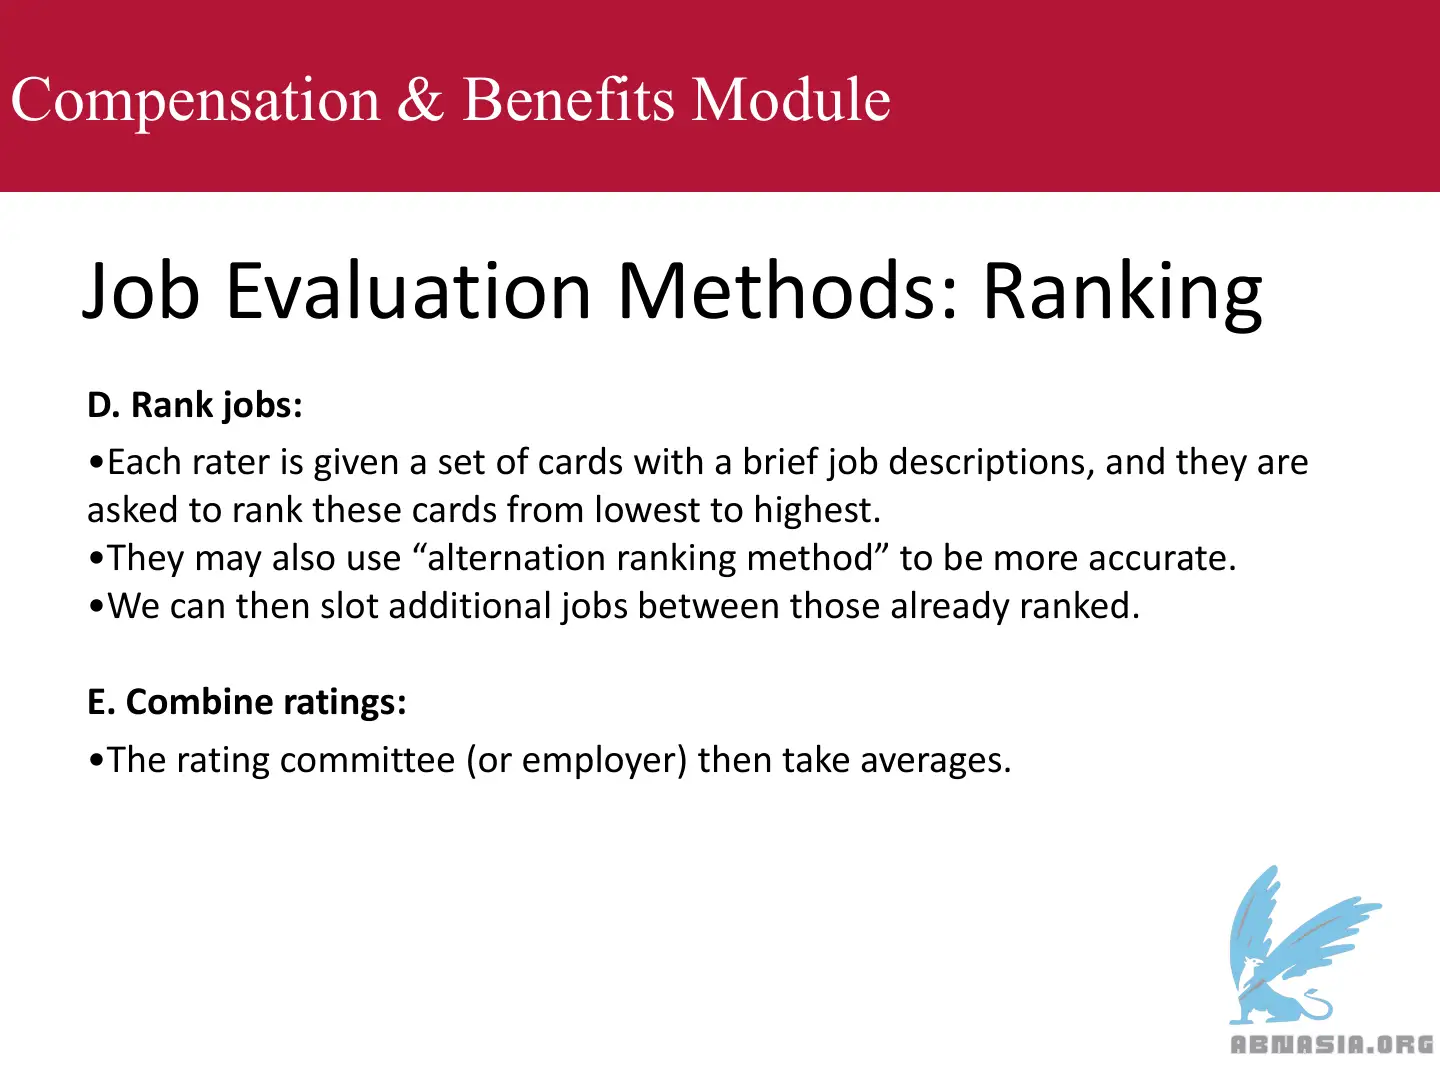 Compensation & Benefits Module
Job Evaluation Methods: Ranking
D. Rank jobs:
•Each rater is given a set of cards with a brief job descriptions, and they are
asked to rank these cards from lowest to highest.
•They may also use “alternation ranking method” to be more accurate.
•We can then slot additional jobs between those already ranked.
E. Combine ratings:
•The rating committee (or employer) then take averages.
ABNASIA.ORG